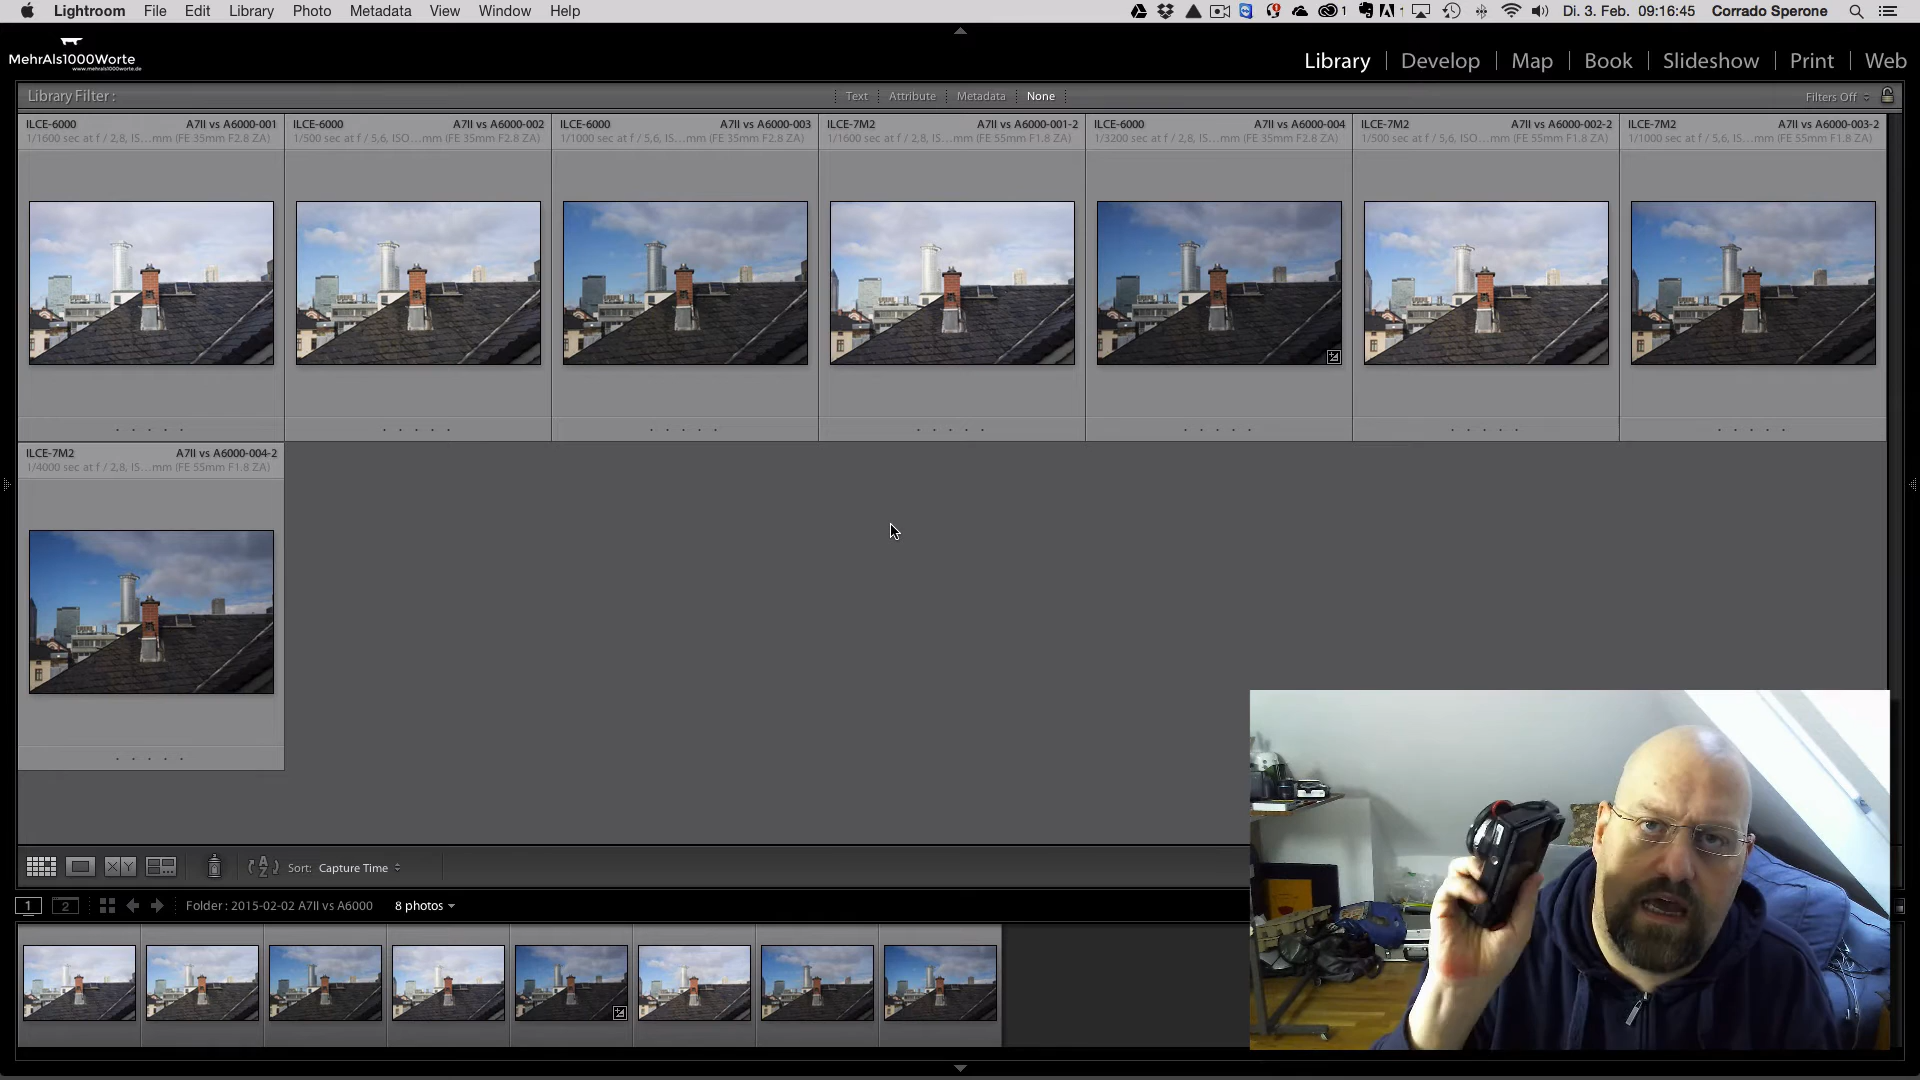 Lightroom File Edit Library Photo Metadata View Window Help 1 1 Di. 3. Feb. 09:16:45 Corrado Sperone
MehrAls1000Worte
www.mehrals1000worte.de
Library Develop Map Book Slideshow Print Web
Library Filter : Text Attribute Metadata None Filters Off
ILCE-6000 A7II vs A6000-001 ILCE-6000 A7II vs A6000-002 ILCE-6000 A7II vs A6000-003 ILCE-7M2 A7II vs A6000-001-2 ILCE-6000 A7II vs A6000-004 ILCE-7M2 A7II vs A6000-002-2 ILCE-7M2 A7II vs A6000-003-2
1/1600 sec at f / 2,8, IS…mm (FE 35mm F2.8 ZA) 1/500 sec at f / 5,6, ISO…mm (FE 35mm F2.8 ZA) 1/1000 sec at f / 5,6, IS…mm (FE 35mm F2.8 ZA) 1/1600 sec at f / 2,8, IS…mm (FE 55mm F1.8 ZA) 1/3200 sec at f / 2,8, IS…mm (FE 35mm F2.8 ZA) 1/500 sec at f / 5,6, ISO…mm (FE 55mm F1.8 ZA) 1/1000 sec at f / 5,6, IS…mm (FE 55mm F1.8 ZA)
ILCE-7M2 A7II vs A6000-004-2
1/4000 sec at f / 2,8, IS…mm (FE 55mm F1.8 ZA)
XY AZ Sort: Capture Time
1 2 Folder : 2015-02-02 A7II vs A6000 8 photos